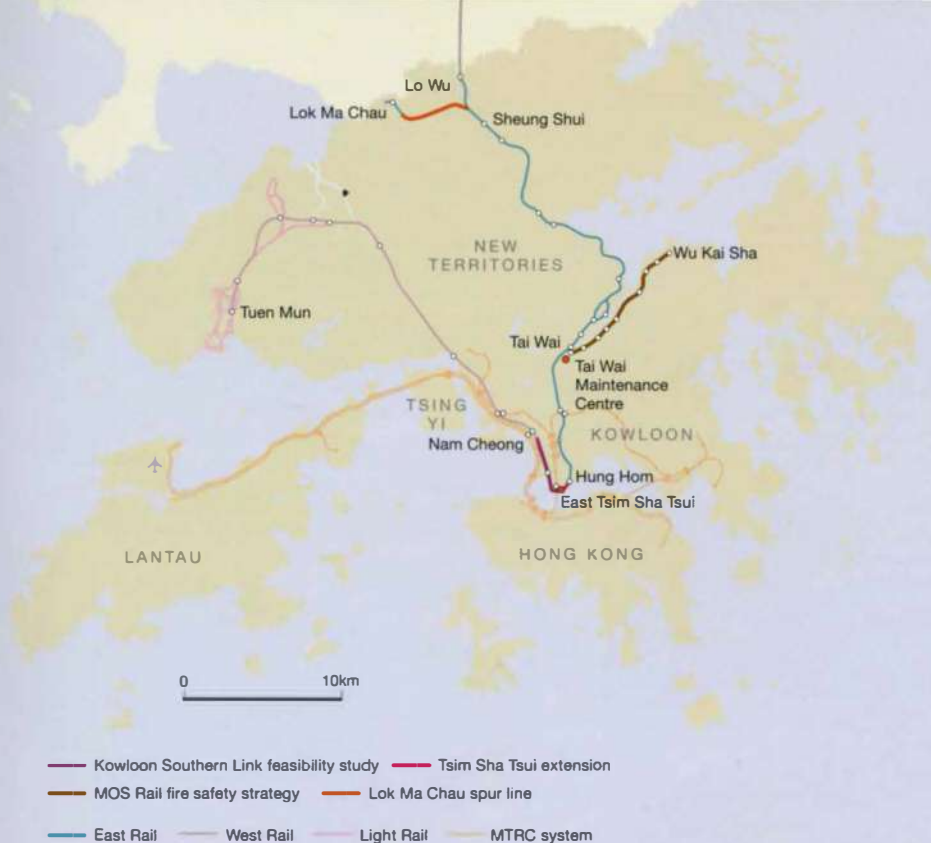 Lo Wu
Lok Ma Chau
Sheung Shui
NEW
TERRITORIES
Wu Kai Sha
Tuen Mun
Tai Wai
Tai Wai
Maintenance
Centre
TSING
YI
KOWLOON
Nam Cheong
Hung Hom
East Tsim Sha Tsui
LANTAU
HONG KONG
0 10km
Kowloon Southern Link feasibility study Tsim Sha Tsui extension
MOS Rail fire safety strategy Lok Ma Chau spur line
East Rail West Rail Light Rail MTRC system